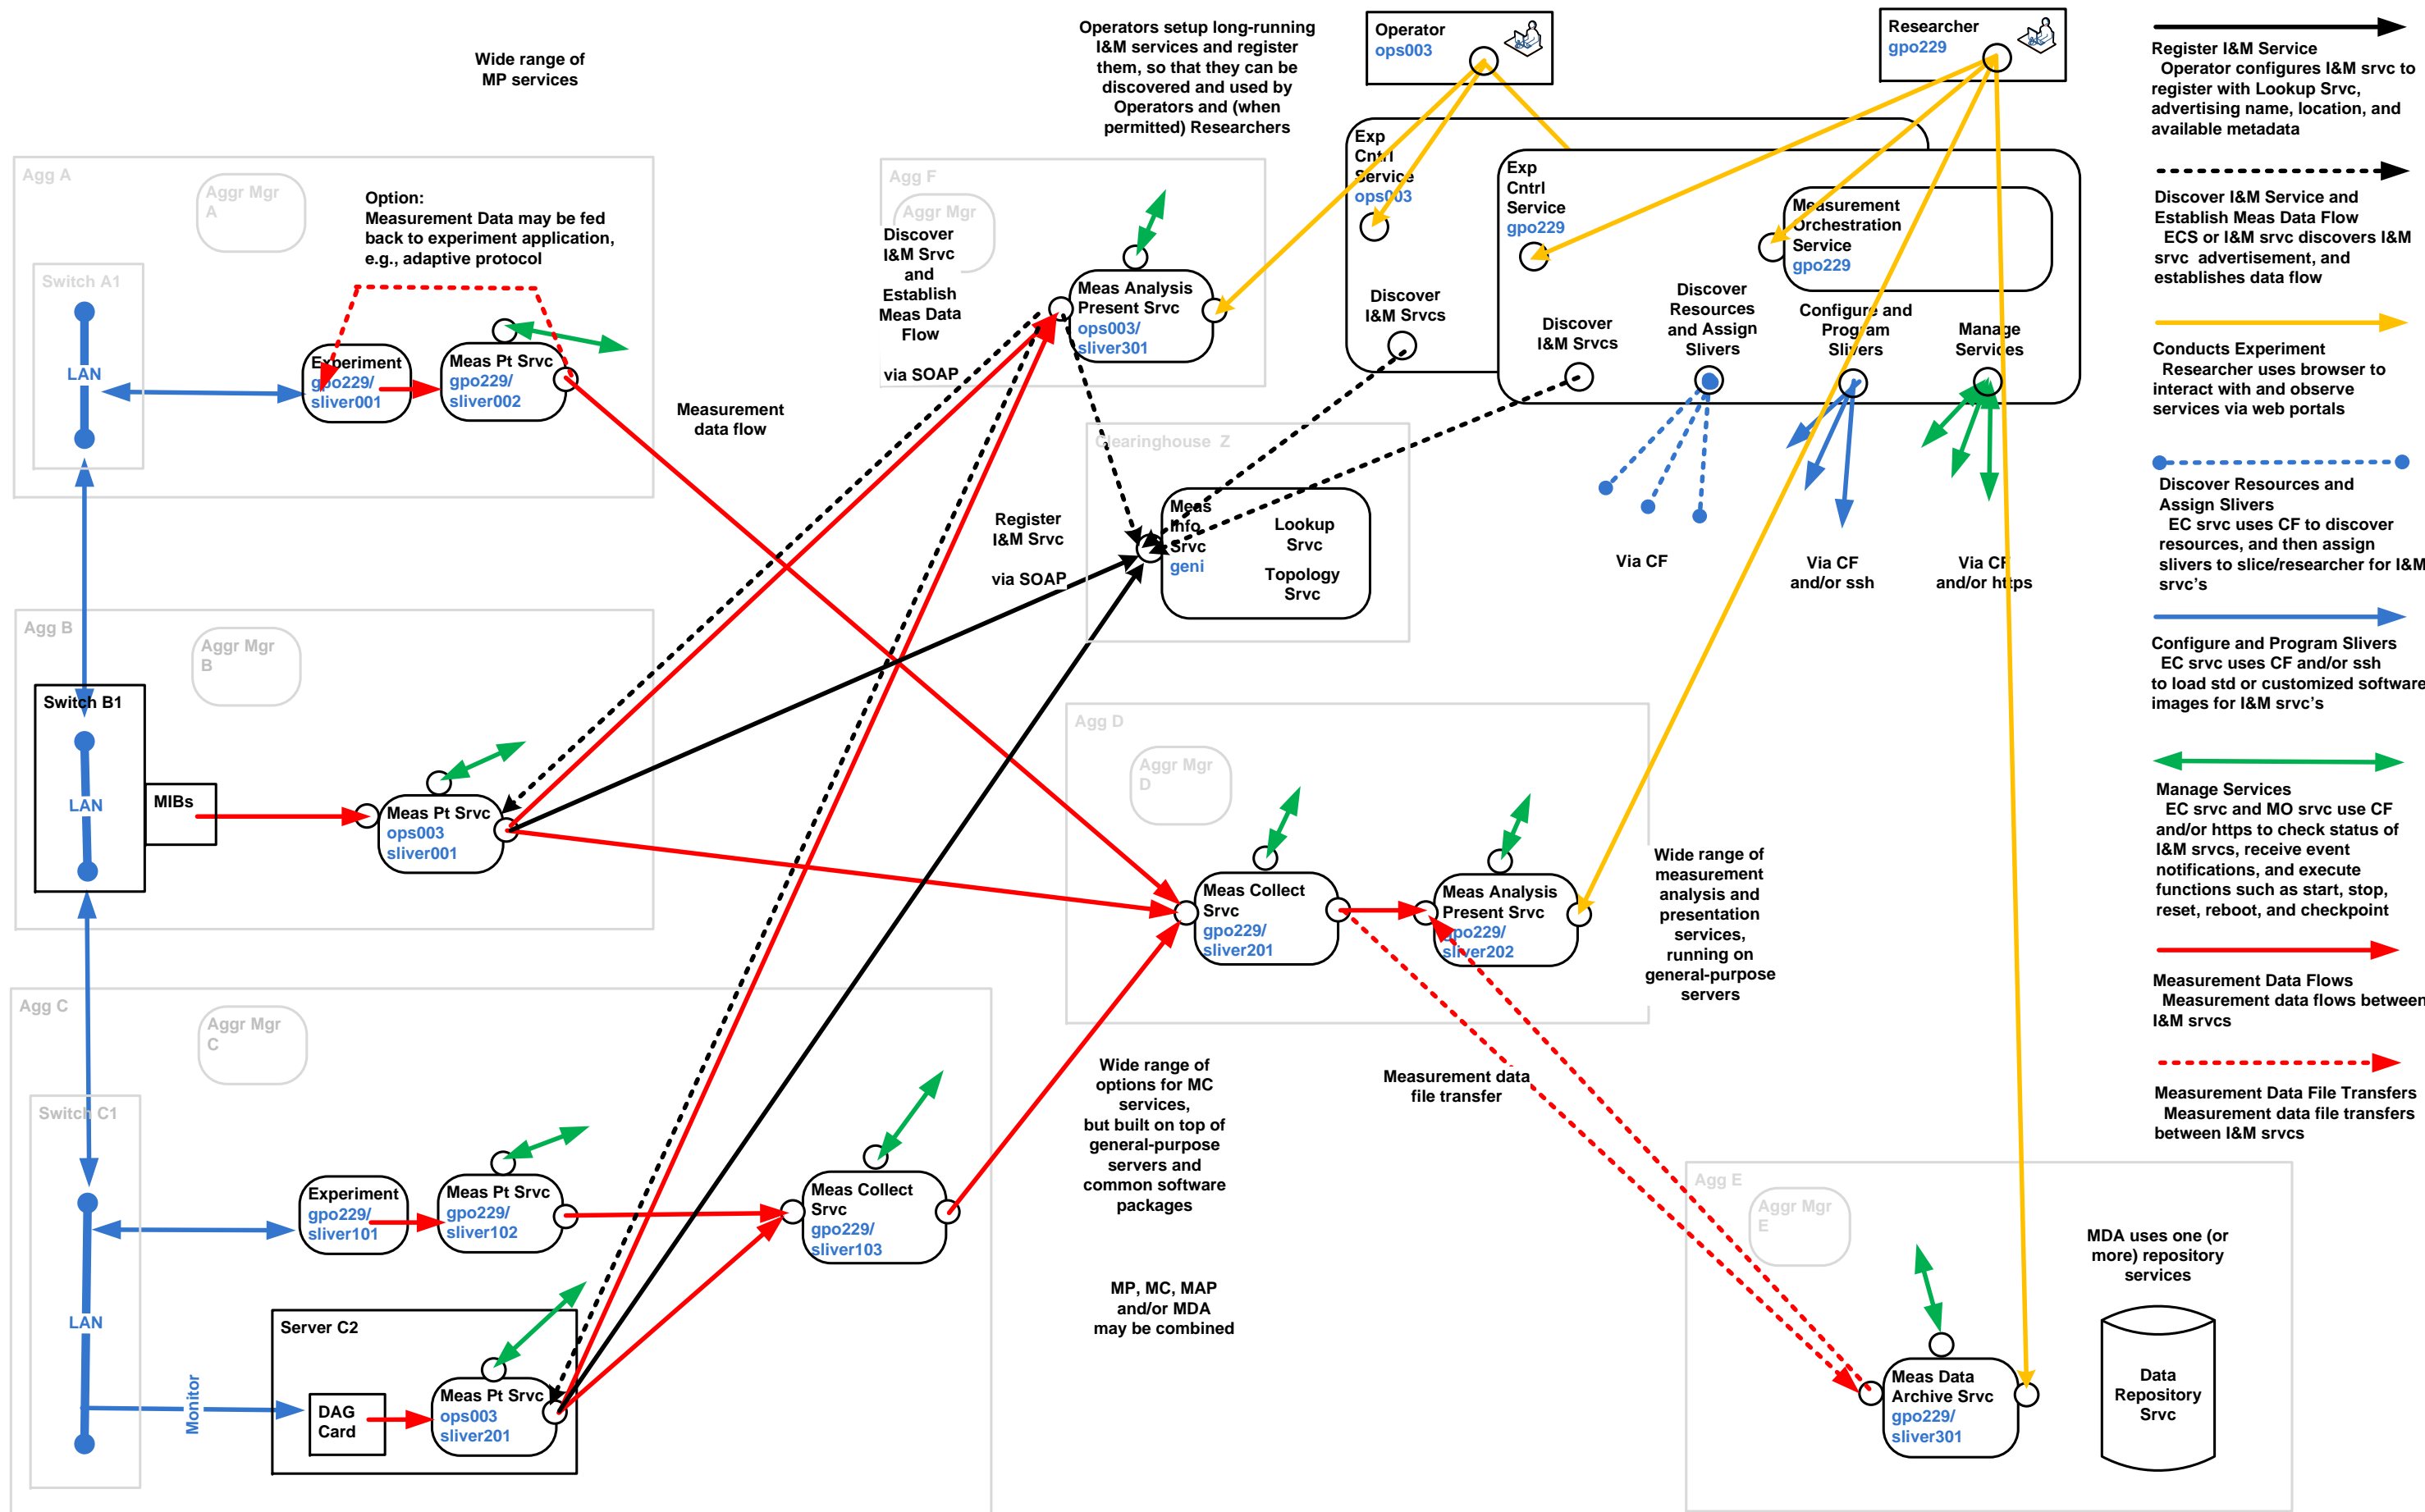 Wide range of
MP services
Operators setup long-running
I&M services and register
them, so that they can be
discovered and used by
Operators and (when
permitted) Researchers
Operator
ops003
Researcher
gpo229
Agg A
Aggr Mgr
A
Option:
Measurement Data may be fed
back to experiment application,
e.g., adaptive protocol
Switch A1
LAN
Experiment
gpo229/
sliver001
Meas Pt Srvc
gpo229/
sliver002
Measurement
data flow
Agg F
Aggr Mgr
Discover
I&M Srvc
and
Establish
Meas Data
Flow
via SOAP
Meas Analysis
Present Srvc
ops003/
sliver301
Exp
Cntrl
Service
ops003
Discover
I&M Srvcs
Exp
Cntrl
Service
gpo229
Measurement
Orchestration
Service
gpo229
Discover
I&M Srvcs
Discover
Resources
and Assign
Slivers
Configure and
Program
Slivers
Manage
Services
Via CF
Via CF
and/or ssh
Via CF
and/or https
Clearinghouse Z
Register
I&M Srvc
via SOAP
Meas
Info
Srvc
geni
Lookup
Srvc
Topology
Srvc
Agg B
Aggr Mgr
B
Switch B1
LAN
MIBs
Meas Pt Srvc
ops003
sliver001
Agg D
Aggr Mgr
D
Meas Collect
Srvc
gpo229/
sliver201
Meas Analysis
Present Srvc
gpo229/
sliver202
Wide range of
measurement
analysis and
presentation
services,
running on
general-purpose
servers
Agg C
Aggr Mgr
C
Switch C1
LAN
Experiment
gpo229/
sliver101
Meas Pt Srvc
gpo229/
sliver102
Meas Collect
Srvc
gpo229/
sliver103
Monitor
Server C2
DAG
Card
Meas Pt Srvc
ops003
sliver201
Wide range of
options for MC
services,
but built on top of
general-purpose
servers and
common software
packages
MP, MC, MAP
and/or MDA
may be combined
Measurement data
file transfer
Agg E
Aggr Mgr
E
Meas Data
Archive Srvc
gpo229/
sliver301
MDA uses one (or
more) repository
services
Data
Repository
Srvc
Register I&M Service
Operator configures I&M srvc to
register with Lookup Srvc,
advertising name, location, and
available metadata
Discover I&M Service and
Establish Meas Data Flow
ECS or I&M srvc discovers I&M
srvc advertisement, and
establishes data flow
Conducts Experiment
Researcher uses browser to
interact with and observe
services via web portals
Discover Resources and
Assign Slivers
EC srvc uses CF to discover
resources, and then assign
slivers to slice/researcher for I&M
srvc's
Configure and Program Slivers
EC srvc uses CF and/or ssh
to load std or customized software
images for I&M srvc's
Manage Services
EC srvc and MO srvc use CF
and/or https to check status of
I&M srvcs, receive event
notifications, and execute
functions such as start, stop,
reset, reboot, and checkpoint
Measurement Data Flows
Measurement data flows between
I&M srvcs
Measurement Data File Transfers
Measurement data file transfers
between I&M srvcs